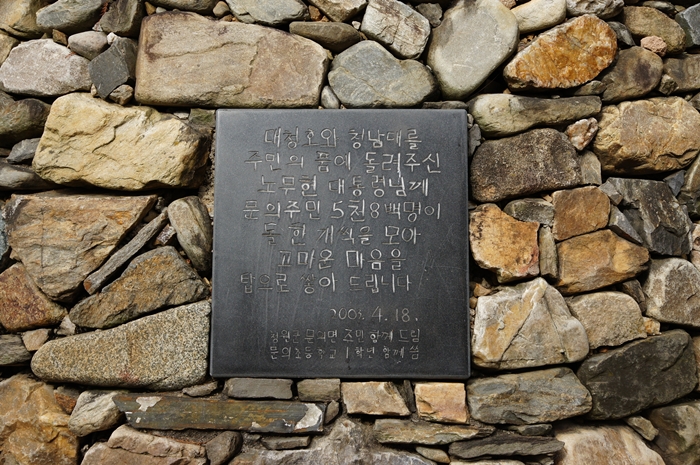 대청호와 청남대를
주민의 품에 돌려주신
노무현 대통령님께
문의주민 5천8백명이
돌 한 개씩을 모아
고마운 마음을
탑으로 쌓아 드립니다
2003. 4. 18.
청원군 문의면 주민 함께 드림
문의초등학교 1학년 함께 씀